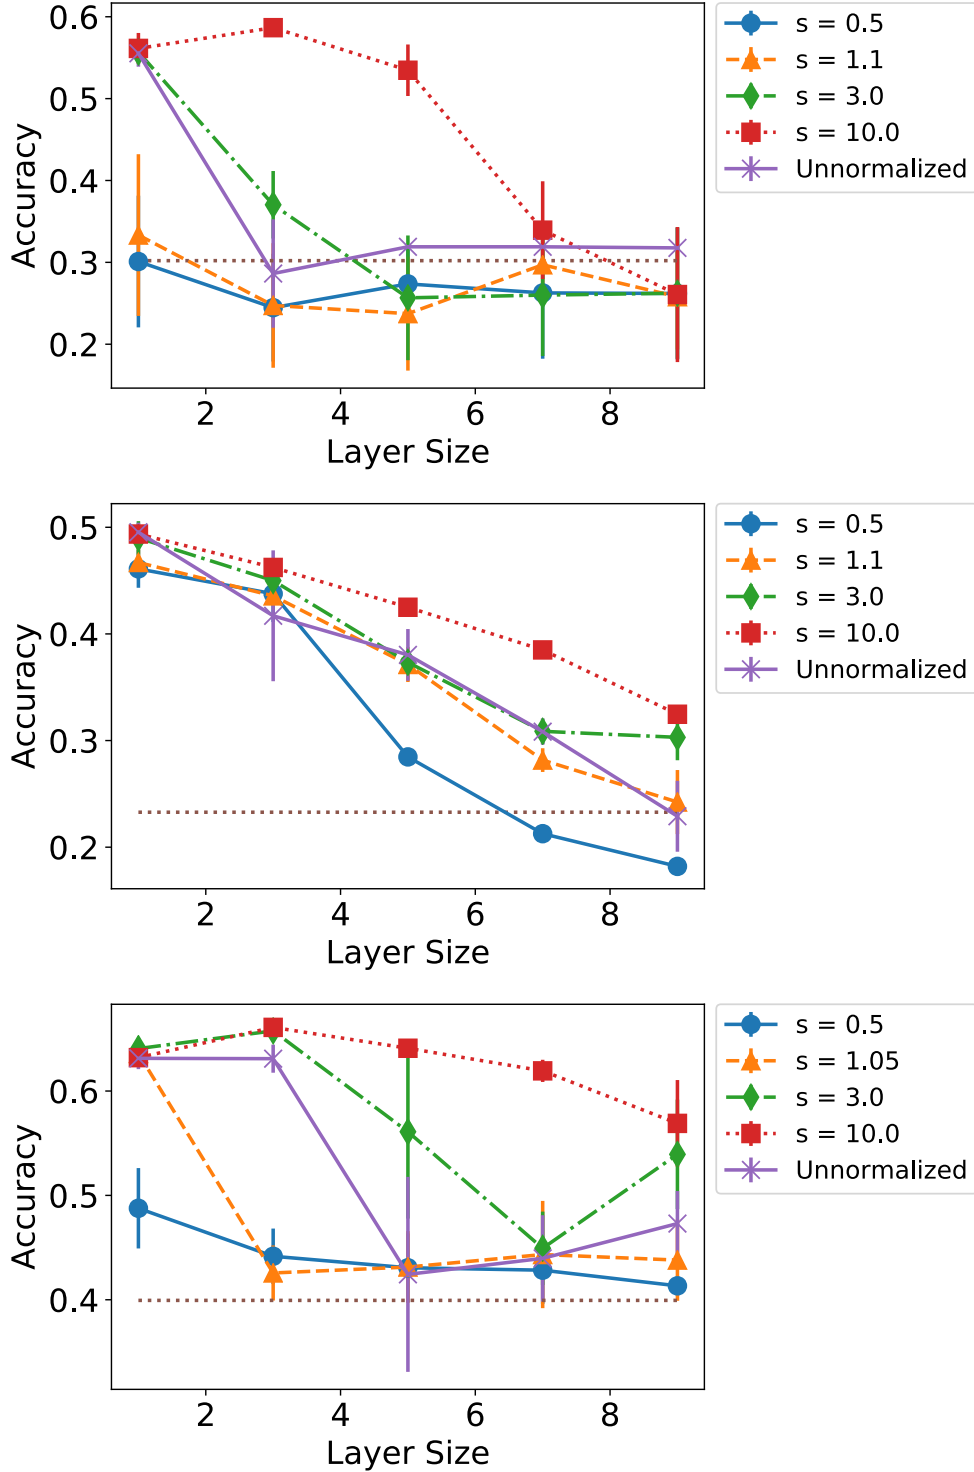 0.6
0.5
0.4
0.3
0.2
Accuracy
2 4 6 8
Layer Size
s = 0.5
s = 1.1
s = 3.0
s = 10.0
Unnormalized
0.5
0.4
0.3
0.2
Accuracy
2 4 6 8
Layer Size
s = 0.5
s = 1.1
s = 3.0
s = 10.0
Unnormalized
0.6
0.5
0.4
Accuracy
2 4 6 8
Layer Size
s = 0.5
s = 1.05
s = 3.0
s = 10.0
Unnormalized